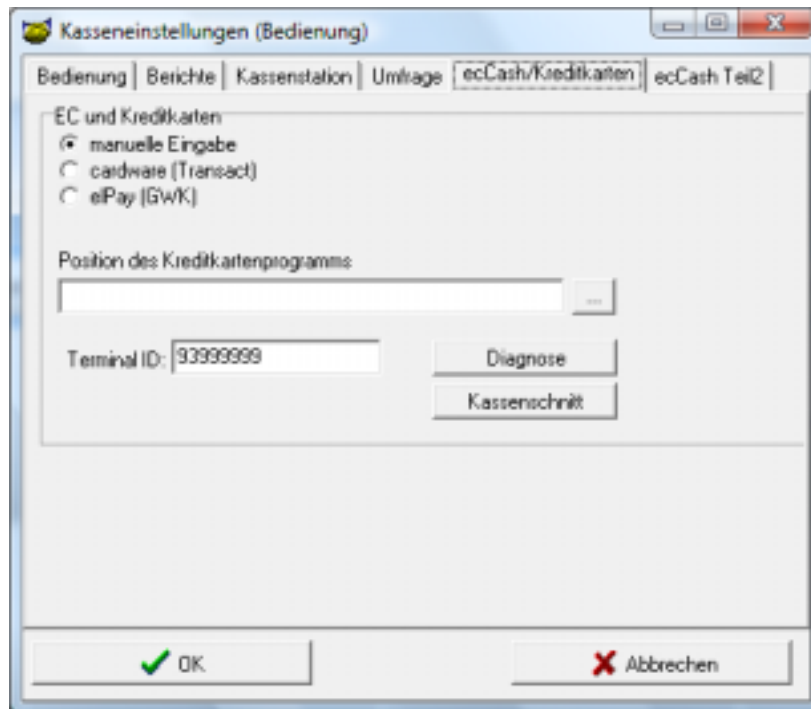 Kasseneinstellungen (Bedienung)
Bedienung Berichte Kassenstation Umfrage ecCash/Kreditkarten ecCash Teil2
EC und Kreditkarten
manuelle Eingabe
cardware (Transact)
elPay (GWK)
Position des Kreditkartenprogramms
...
Terminal ID: 93999999 Diagnose
Kassenschnitt
OK Abbrechen